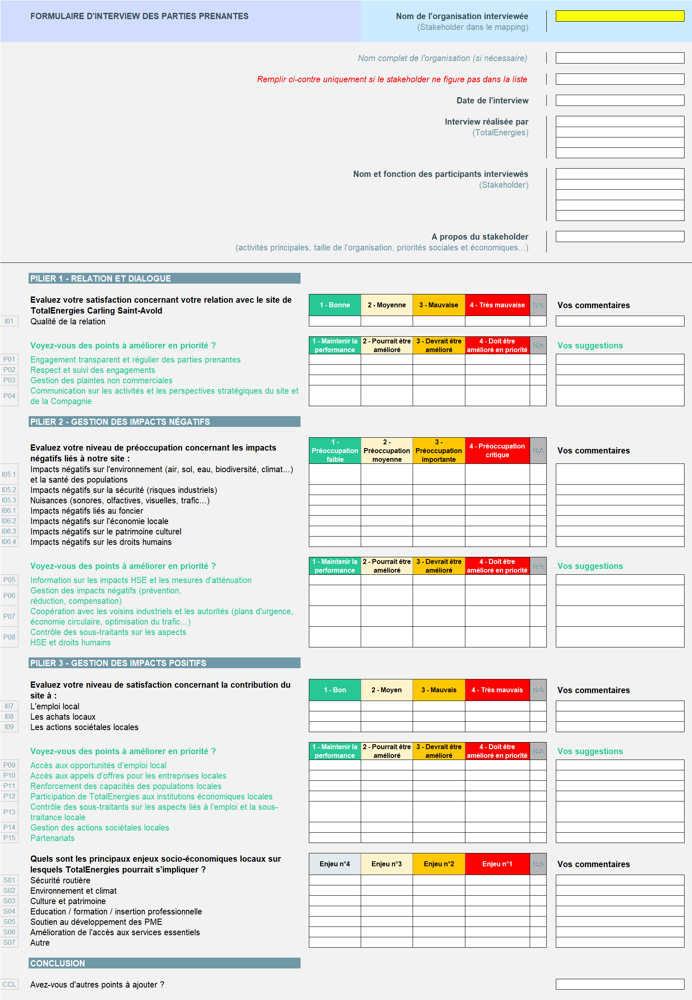 FORMULAIRE D'INTERVIEW DES PARTIES PRENANTES
Nom de l'organisation interviewée
(Stakeholder dans le mapping)
Nom complet de l'organisation (si nécessaire)
Remplir ci-contre uniquement si le stakeholder ne figure pas dans la liste
Date de l'interview
Interview réalisée par
(TotalEnergies)
Nom et fonction des participants interviewés
(Stakeholder)
A propos du stakeholder
(activités principales, taille de l'organisation, priorités sociales et économiques...)
PILIER 1 - RELATION ET DIALOGUE
Evaluez votre satisfaction concernant votre relation avec le site de
TotalEnergies Carling Saint-Avold
1 - Bonne
2 - Moyenne
3 - Mauvaise
4 - Très mauvaise
N/A
Vos commentaires
I01
Qualité de la relation
Voyez-vous des points à améliorer en priorité ?
1 - Maintenir la
performance
2 - Pourrait être
amélioré
3 - Devrait être
amélioré
4 - Doit être
amélioré en priorité
N/A
Vos suggestions
P01
Engagement transparent et régulier des parties prenantes
P02
Respect et suivi des engagements
P03
Gestion des plaintes non commerciales
P04
Communication sur les activités et les perspectives stratégiques du site et
de la Compagnie
PILIER 2 - GESTION DES IMPACTS NÉGATIFS
Evaluez votre niveau de préoccupation concernant les impacts
négatifs liés à notre site :
1 -
Préoccupation
faible
2 -
Préoccupation
moyenne
3 -
Préoccupation
importante
4 - Préoccupation
critique
N/A
Vos commentaires
I05.1
Impacts négatifs sur l'environnement (air, sol, eau, biodiversité, climat...)
et la santé des populations
I05.2
Impacts négatifs sur la sécurité (risques industriels)
I05.3
Nuisances (sonores, olfactives, visuelles, trafic...)
I06.1
Impacts négatifs liés au foncier
I06.2
Impacts négatifs sur l'économie locale
I06.3
Impacts négatifs sur le patrimoine culturel
I06.4
Impacts négatifs sur les droits humains
Voyez-vous des points à améliorer en priorité ?
1 - Maintenir la
performance
2 - Pourrait être
amélioré
3 - Devrait être
amélioré
4 - Doit être
amélioré en priorité
N/A
Vos suggestions
P05
Information sur les impacts HSE et les mesures d'atténuation
P06
Gestion des impacts négatifs (prévention,
réduction, compensation)
P07
Coopération avec les voisins industriels et les autorités (plans d'urgence,
économie circulaire, optimisation du trafic...)
P08
Contrôle des sous-traitants sur les aspects
HSE et droits humains
PILIER 3 - GESTION DES IMPACTS POSITIFS
Evaluez votre niveau de satisfaction concernant la contribution du
site à :
1 - Bon
2 - Moyen
3 - Mauvais
4 - Très mauvais
N/A
Vos commentaires
I07
L'emploi local
I08
Les achats locaux
I09
Les actions sociétales locales
Voyez-vous des points à améliorer en priorité ?
1 - Maintenir la
performance
2 - Pourrait être
amélioré
3 - Devrait être
amélioré
4 - Doit être
amélioré en priorité
N/A
Vos suggestions
P09
Accès aux opportunités d'emploi local
P10
Accès aux appels d'offres pour les entreprises locales
P11
Renforcement des capacités des populations locales
P12
Participation de TotalEnergies aux institutions économiques locales
P13
Contrôle des sous-traitants sur les aspects liés à l'emploi et la sous-
traitance locale
P14
Gestion des actions sociétales locales
P15
Partenariats
Quels sont les principaux enjeux socio-économiques locaux sur
lesquels TotalEnergies pourrait s'impliquer ?
Enjeu n°4
Enjeu n°3
Enjeu n°2
Enjeu n°1
N/A
Vos commentaires
S01
Sécurité routière
S02
Environnement et climat
S03
Culture et patrimoine
S04
Education / formation / insertion professionnelle
S05
Soutien au développement des PME
S06
Amélioration de l'accès aux services essentiels
S07
Autre
CONCLUSION
CCL
Avez-vous d'autres points à ajouter ?